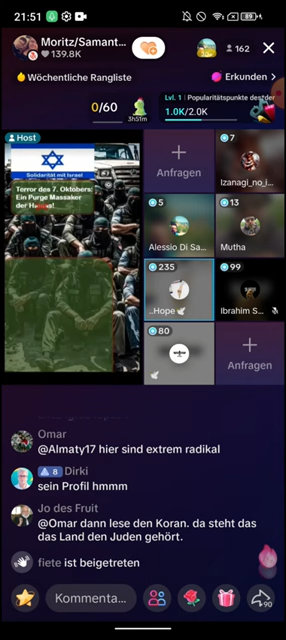 21:51
89
Moritz/Samant...
139.8K
162
Wöchentliche Rangliste
Erkunden >
0/60
3h51m
Lvl. 1 | Popularitätspunkte des/der
1.0K/2.0K
Host
Solidarität mit Israel
Terror des 7. Oktobers:
Ein Purge Massaker
der Hamas!
+
Anfragen
7
Izanagi_no_i...
5
Alessio Di Sa...
13
Mutha
235
..Hope
99
Ibrahim S...
80
+
Anfragen
Omar
@Almaty17 hier sind extrem radikal
8 Dirki
sein Profil hmmm
Jo des Fruit
@Omar dann lese den Koran. da steht das
das Land den Juden gehört.
fiete ist beigetreten
Kommenta...
90